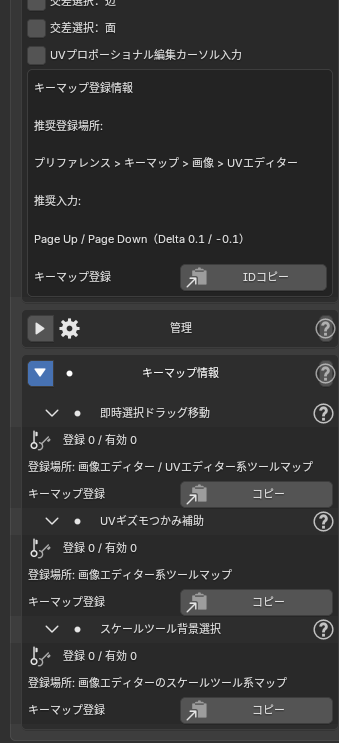 交差選択：辺
交差選択：面
UVプロポーショナル編集カーソル入力
キーマップ登録情報
推奨登録場所:
プリファレンス > キーマップ > 画像 > UVエディター
推奨入力:
Page Up / Page Down（Delta 0.1 / -0.1）
キーマップ登録 IDコピー
管理 ?
キーマップ情報 ?
即時選択ドラッグ移動 ?
登録 0 / 有効 0
登録場所: 画像エディター / UVエディター系ツールマップ
キーマップ登録 コピー
UVギズモつかみ補助 ?
登録 0 / 有効 0
登録場所: 画像エディター系ツールマップ
キーマップ登録 コピー
スケールツール背景選択 ?
登録 0 / 有効 0
登録場所: 画像エディターのスケールツール系マップ
キーマップ登録 コピー